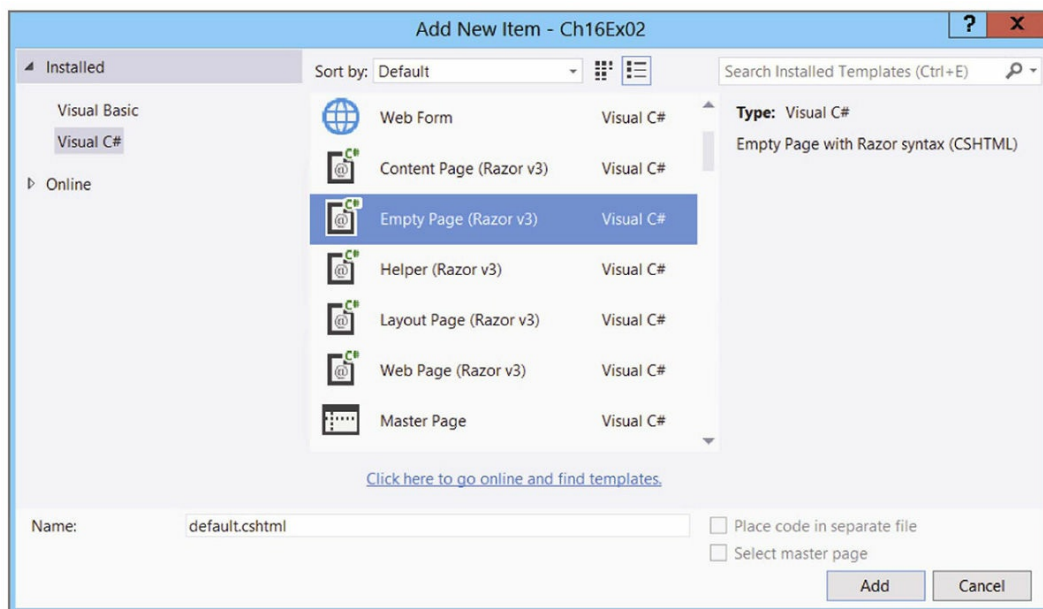 Add New Item - Ch16Ex02
? X
Installed
Visual Basic
Visual C#
Online
Sort by: Default
Search Installed Templates (Ctrl+E)
Web Form Visual C#
C# @ Content Page (Razor v3) Visual C#
C# @ Empty Page (Razor v3) Visual C#
C# @ Helper (Razor v3) Visual C#
C# @ Layout Page (Razor v3) Visual C#
C# @ Web Page (Razor v3) Visual C#
Master Page Visual C#
Type: Visual C#
Empty Page with Razor syntax (CSHTML)
Click here to go online and find templates.
Name: default.cshtml
Place code in separate file
Select master page
Add Cancel